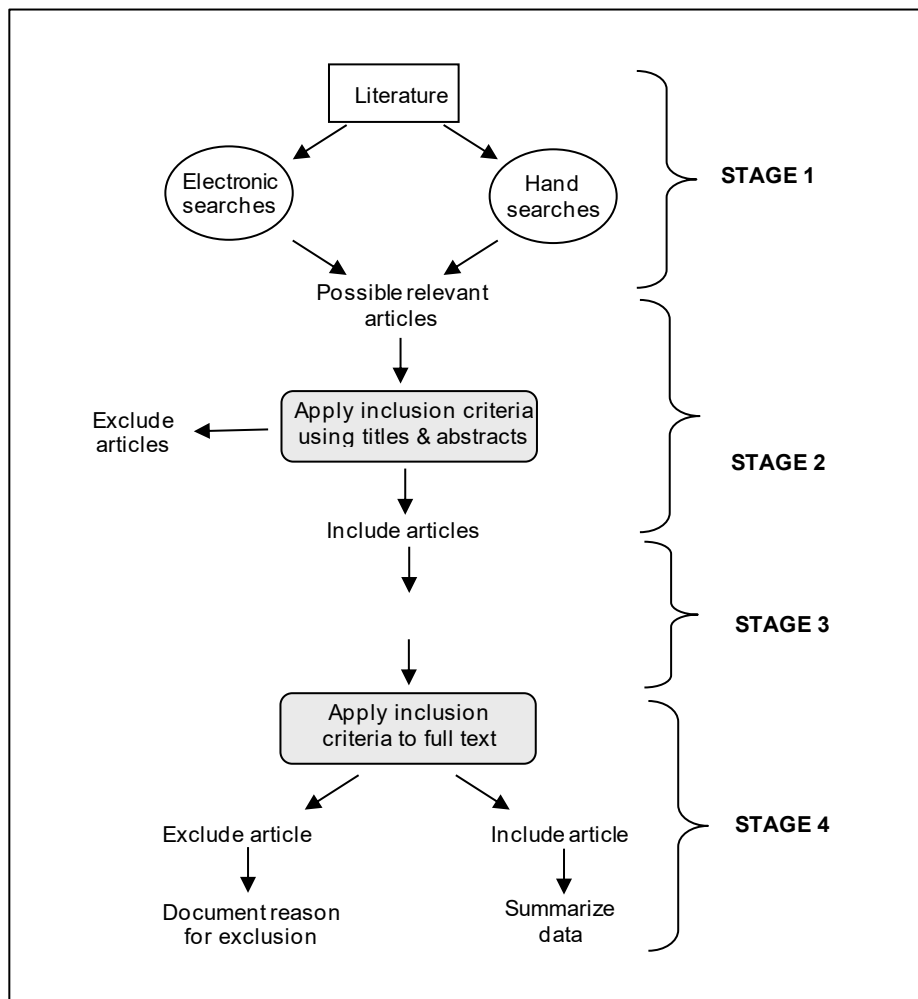 Literature
Electronic
searches
Hand
searches
STAGE 1
Possible relevant
articles
Exclude
articles
Apply inclusion criteria
using titles & abstracts
STAGE 2
Include articles
STAGE 3
Apply inclusion
criteria to full text
Exclude article
Include article
STAGE 4
Document reason
for exclusion
Summarize
data